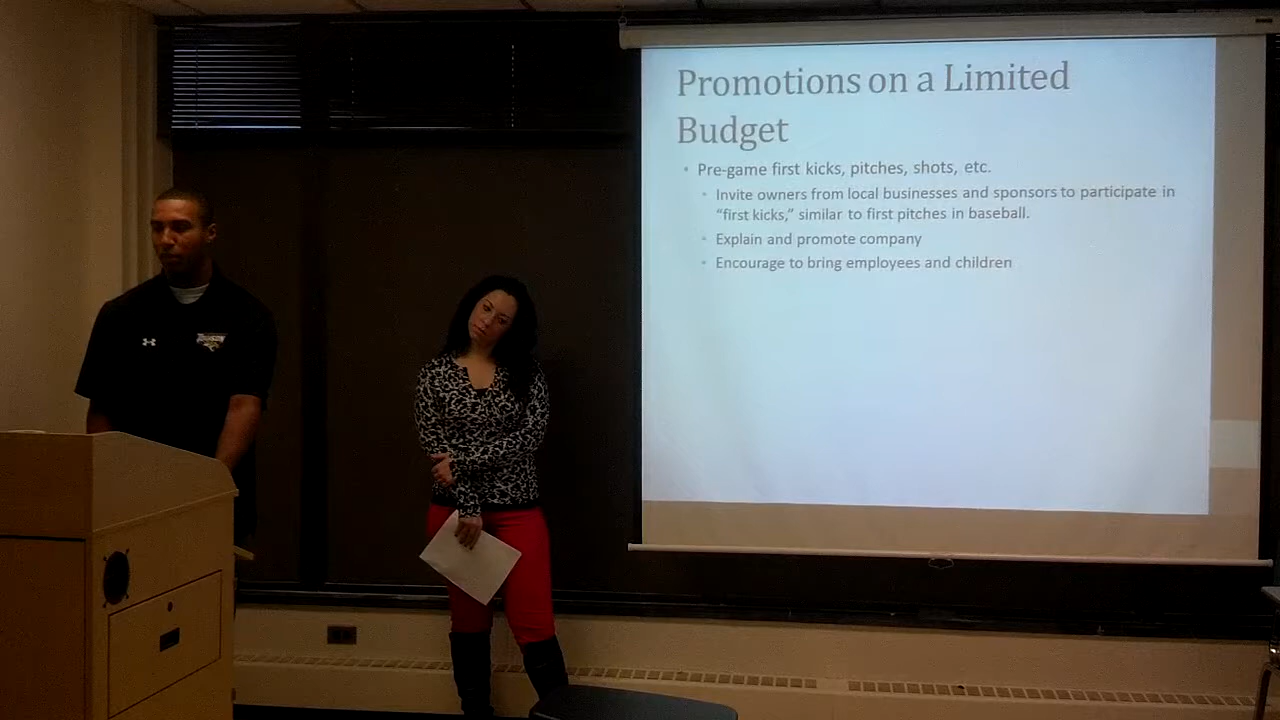 Promotions on a Limited
Budget
• Pre-game first kicks, pitches, shots, etc.
• Invite owners from local businesses and sponsors to participate in
“first kicks,” similar to first pitches in baseball.
• Explain and promote company
• Encourage to bring employees and children